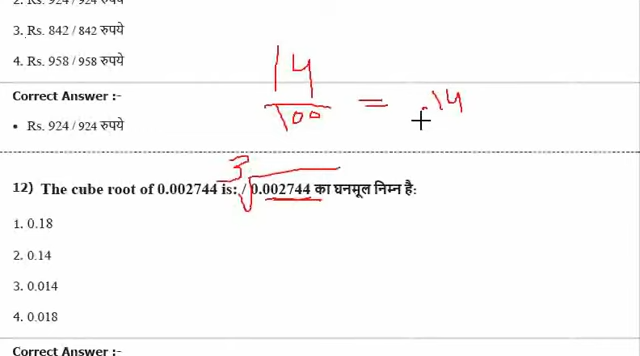 2. Rs. 924 / 924 रुपये
3. Rs. 842 / 842 रुपये
4. Rs. 958 / 958 रुपये
Correct Answer :-
• Rs. 924 / 924 रुपये
14
100
= .14
3
12) The cube root of 0.002744 is: / 0.002744 का घनमूल निम्न है:
1. 0.18
2. 0.14
3. 0.014
4. 0.018
Correct Answer :-